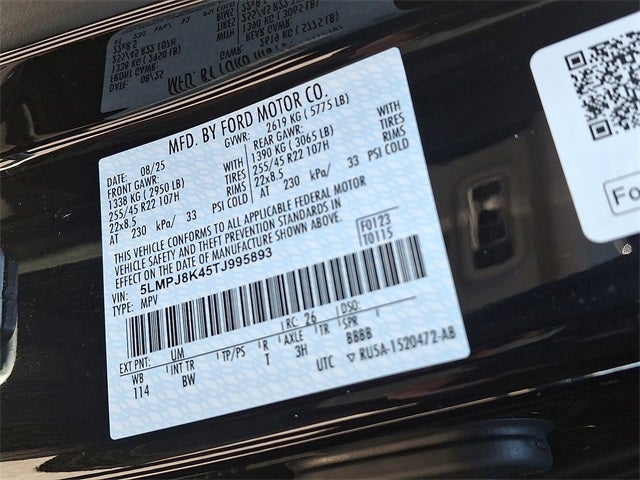 MFD. BY FORD MOTOR CO.
DATE: 08/25 GVWR: 2619 KG (5775 LB)
FRONT GAWR: REAR GAWR:
1338 KG (2950 LB) WITH 1390 KG (3065 LB) WITH
255/45 R22 107H TIRES 255/45 R22 107H TIRES
22x8.5 RIMS 22x8.5 RIMS
AT 230 kPa/ 33 PSI COLD AT 230 kPa/ 33 PSI COLD
THIS VEHICLE CONFORMS TO ALL APPLICABLE FEDERAL MOTOR
VEHICLE SAFETY AND THEFT PREVENTION STANDARDS IN
EFFECT ON THE DATE OF MANUFACTURE SHOWN ABOVE.
VIN: 5LMPJ8K45TJ995893 F0123
TYPE: MPV T0115
EXT PNT: UM RC: 26 DSO:
WB INT TR TP/PS R AXLE TR SPR
114 BW T 3H BBBB
UTC ▽ RU5A-1520472-AB
Fo